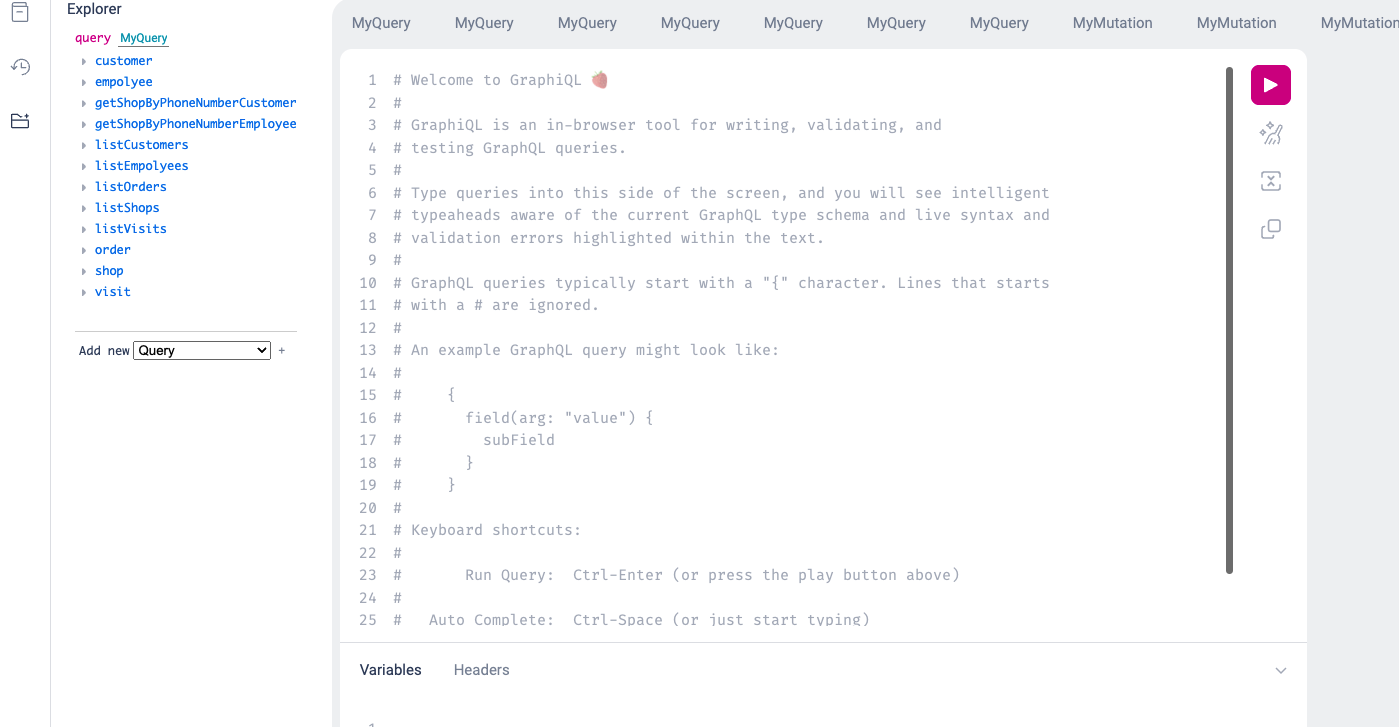 Explorer
query MyQuery
customer
empolyee
getShopByPhoneNumberCustomer
getShopByPhoneNumberEmployee
listCustomers
listEmpolyees
listOrders
listShops
listVisits
order
shop
visit
Add new Query +
MyQuery MyQuery MyQuery MyQuery MyQuery MyQuery MyQuery MyMutation MyMutation MyMutation
1 # Welcome to GraphiQL 🍓
2 #
3 # GraphiQL is an in-browser tool for writing, validating, and
4 # testing GraphQL queries.
5 #
6 # Type queries into this side of the screen, and you will see intelligent
7 # typeaheads aware of the current GraphQL type schema and live syntax and
8 # validation errors highlighted within the text.
9 #
10 # GraphQL queries typically start with a "{" character. Lines that starts
11 # with a # are ignored.
12 #
13 # An example GraphQL query might look like:
14 #
15 #     {
16 #       field(arg: "value") {
17 #         subField
18 #       }
19 #     }
20 #
21 # Keyboard shortcuts:
22 #
23 #       Run Query:  Ctrl-Enter (or press the play button above)
24 #
25 #   Auto Complete:  Ctrl-Space (or just start typing)
Variables Headers
1